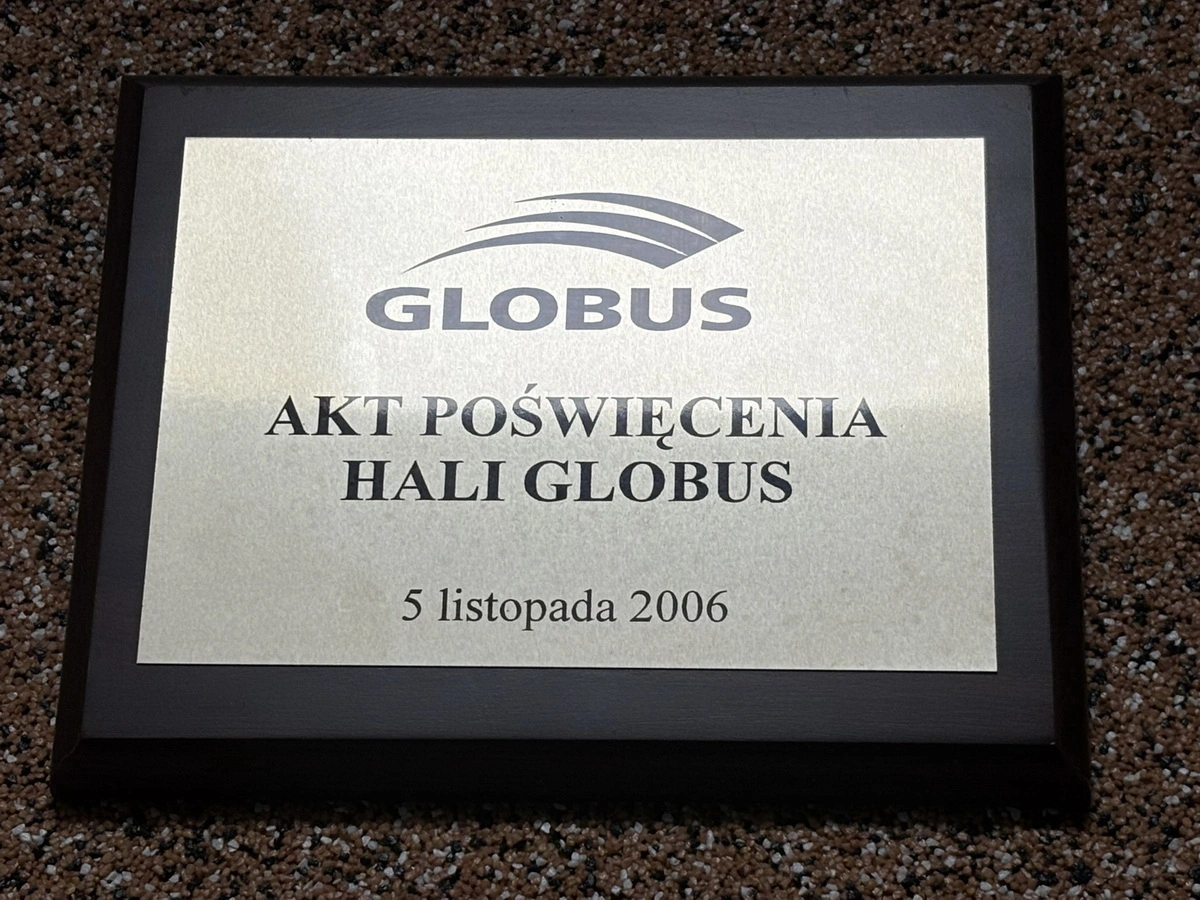 GLOBUS
AKT POŚWIĘCENIA
HALI GLOBUS
5 listopada 2006